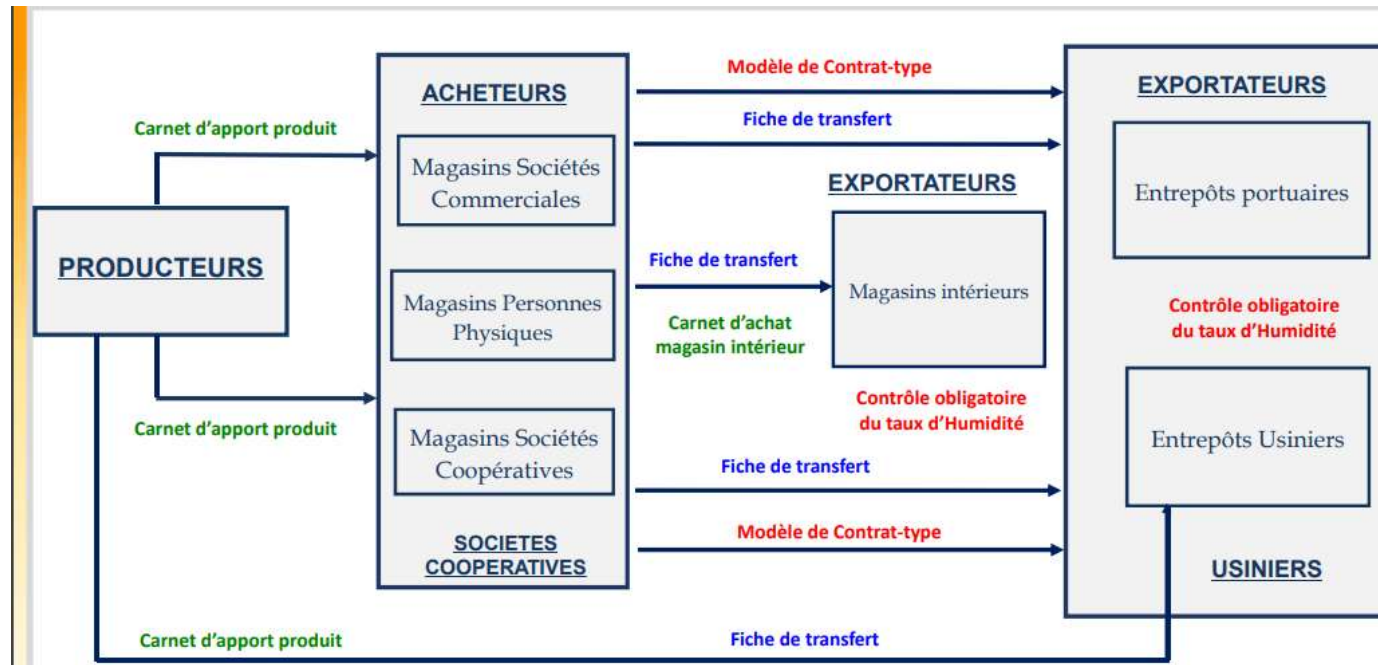 Modèle de Contrat-type
ACHETEURS
EXPORTATEURS
Carnet d'apport produit
Fiche de transfert
Magasins Sociétés
Commerciales
EXPORTATEURS
Entrepôts portuaires
PRODUCTEURS
Fiche de transfert
Magasins intérieurs
Magasins Personnes
Physiques
Carnet d'achat
magasin intérieur
Contrôle obligatoire
du taux d'Humidité
Contrôle obligatoire
du taux d'Humidité
Carnet d'apport produit
Magasins Sociétés
Coopératives
Entrepôts Usiniers
Fiche de transfert
Modèle de Contrat-type
SOCIETES
COOPERATIVES
USINIERS
Carnet d'apport produit
Fiche de transfert